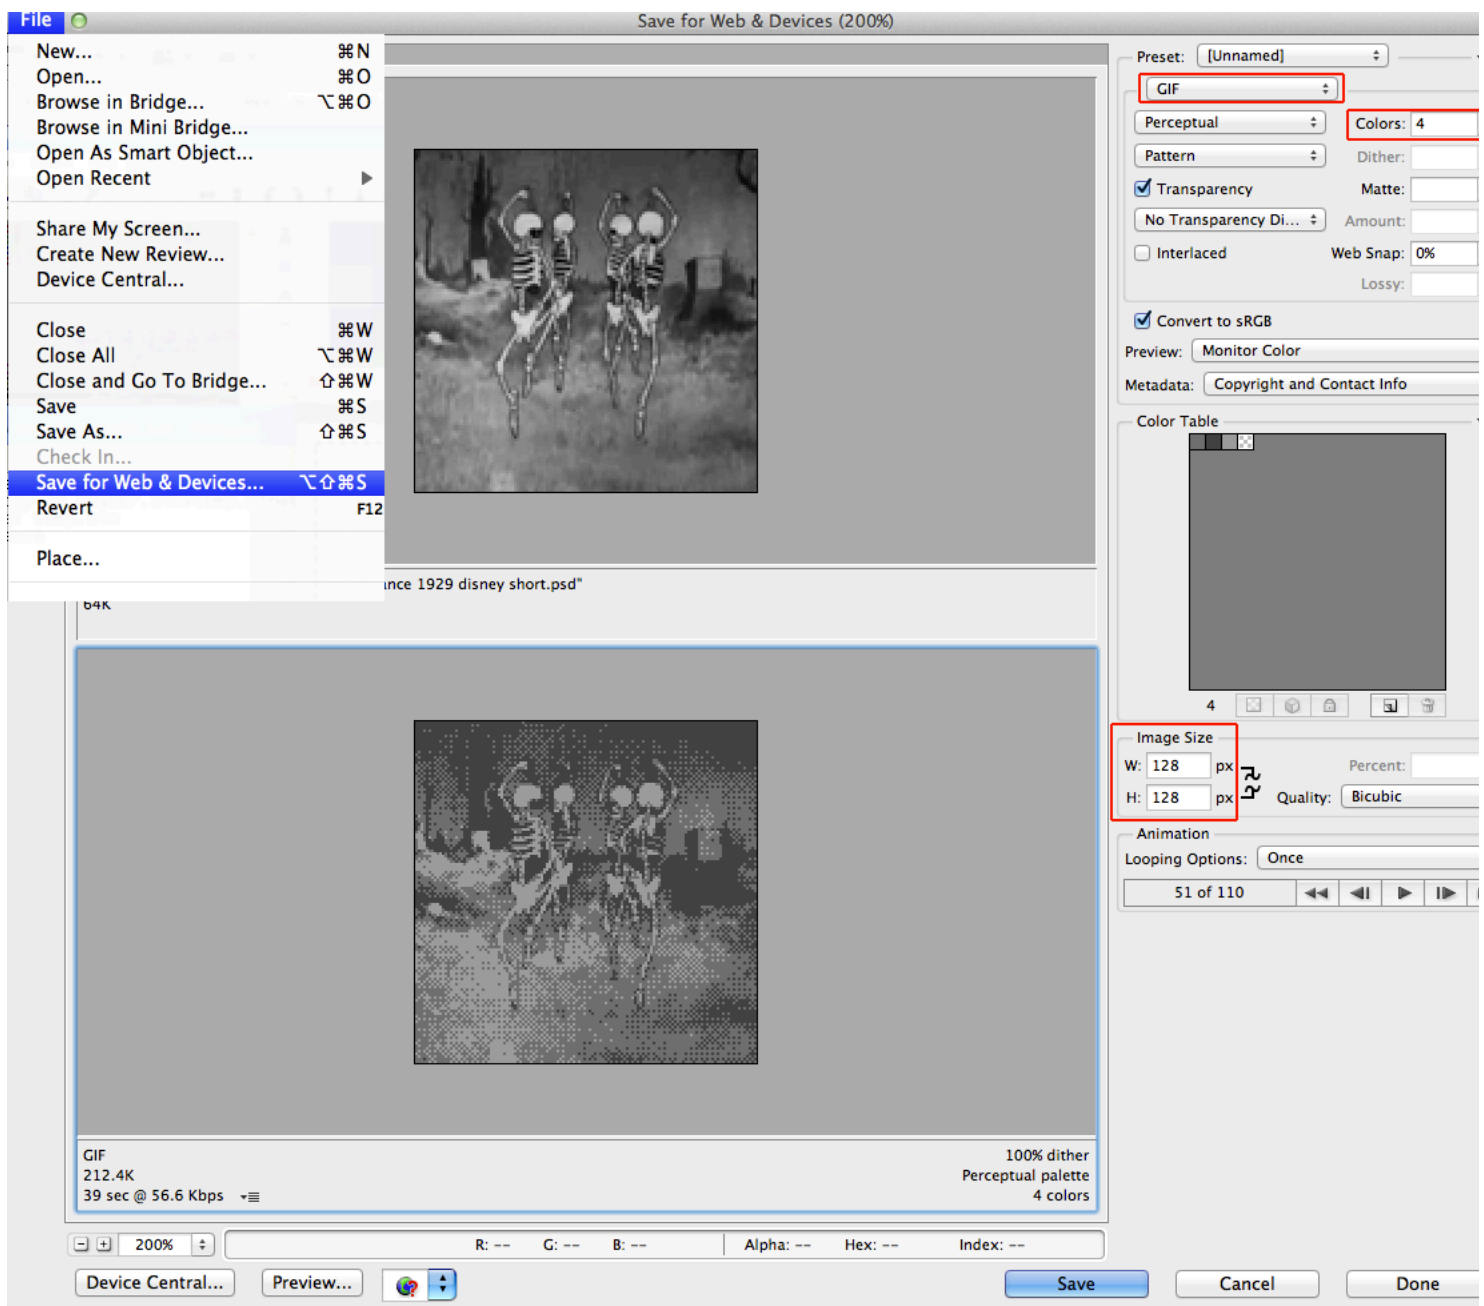 File
Save for Web & Devices (200%)
New... ⌘N
Open... ⌘O
Browse in Bridge... ⌥⌘O
Browse in Mini Bridge...
Open As Smart Object...
Open Recent ▶
Share My Screen...
Create New Review...
Device Central...
Close ⌘W
Close All ⌥⌘W
Close and Go To Bridge... ⇧⌘W
Save ⌘S
Save As... ⇧⌘S
Check In...
Save for Web & Devices... ⌥⇧⌘S
Revert F12
Place...
ance 1929 disney short.psd"
64K
GIF
212.4K
39 sec @ 56.6 Kbps
100% dither
Perceptual palette
4 colors
200%
R: -- G: -- B: -- Alpha: -- Hex: -- Index: --
Device Central... Preview... Save Cancel Done
Preset: [Unnamed]
GIF
Perceptual Colors: 4
Pattern Dither:
Transparency Matte:
No Transparency Di... Amount:
Interlaced Web Snap: 0%
Lossy:
Convert to sRGB
Preview: Monitor Color
Metadata: Copyright and Contact Info
Color Table
4
Image Size
W: 128 px Percent:
H: 128 px Quality: Bicubic
Animation
Looping Options: Once
51 of 110